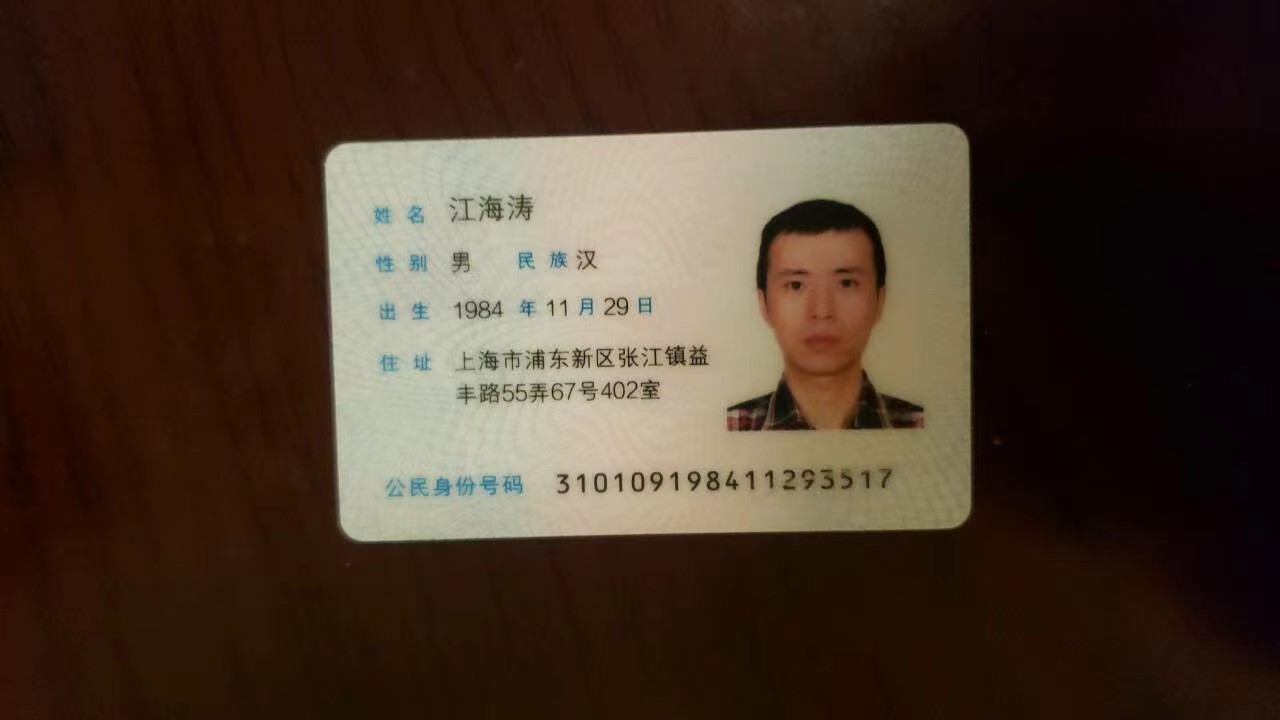 姓名 江海涛
性别 男 民族 汉
出生 1984 年 11 月 29 日
住址 上海市浦东新区张江镇益
丰路55弄67号402室
公民身份号码 310109198411293517